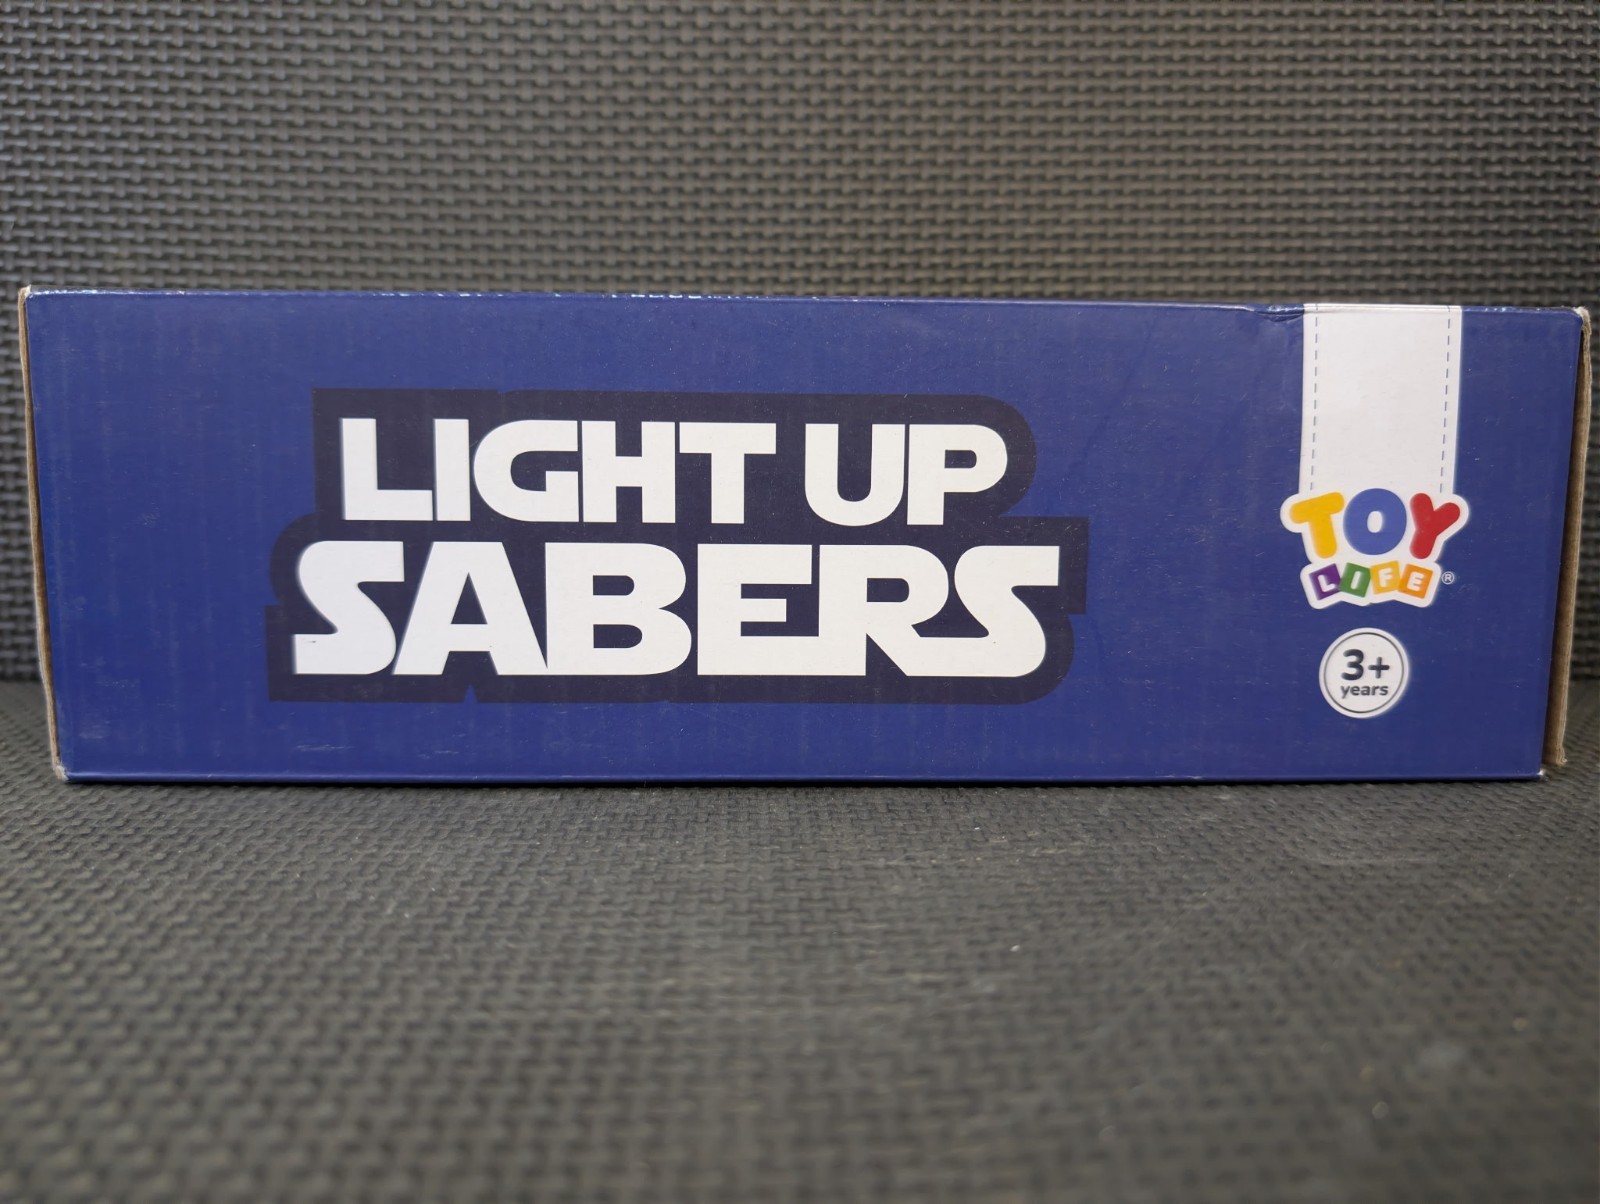 LIGHT UP
SABERS
TOY
LIFE®
3+
years